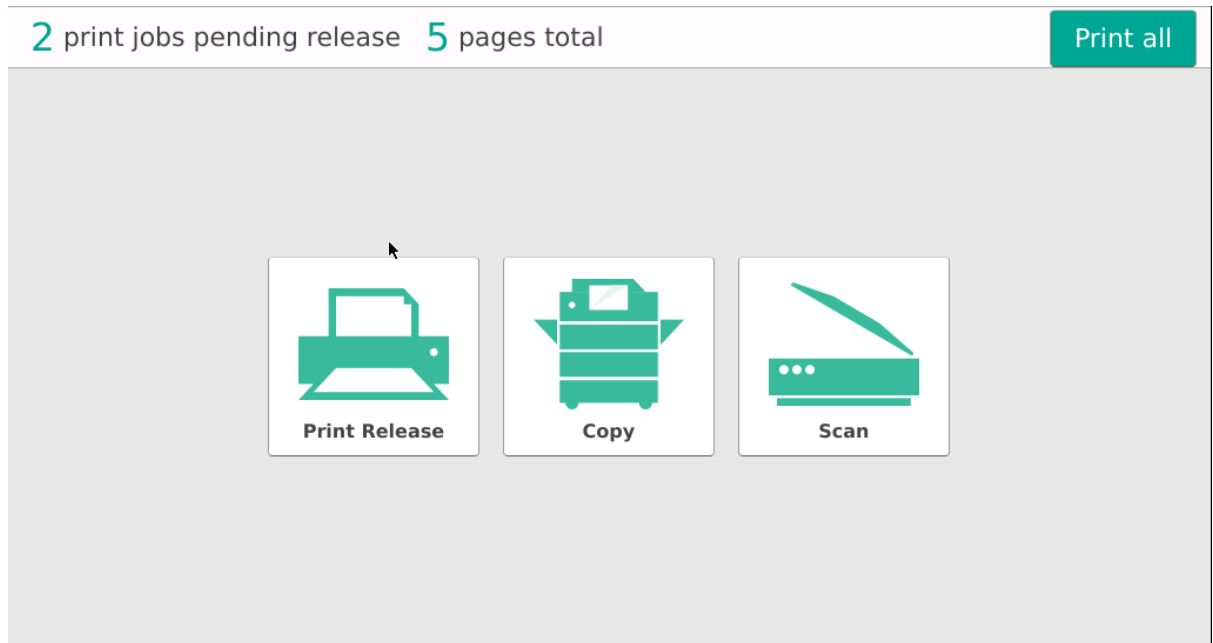 2 print jobs pending release 5 pages total Print all
Print Release Copy Scan